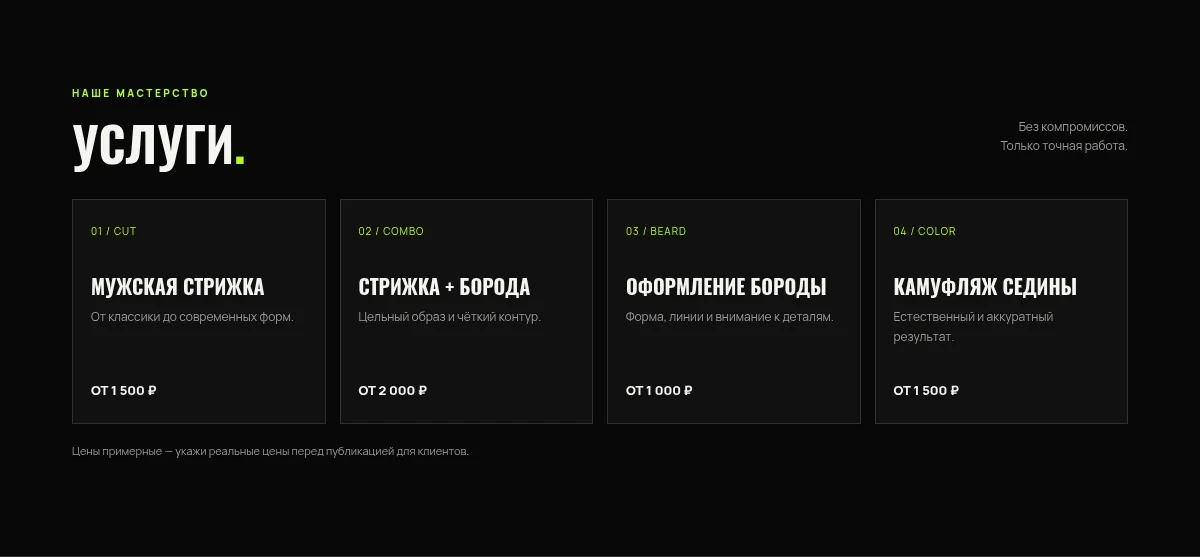 НАШЕ МАСТЕРСТВО
УСЛУГИ.
Без компромиссов.
Только точная работа.
01 / CUT
МУЖСКАЯ СТРИЖКА
От классики до современных форм.
ОТ 1 500 ₽
02 / COMBO
СТРИЖКА + БОРОДА
Цельный образ и чёткий контур.
ОТ 2 000 ₽
03 / BEARD
ОФОРМЛЕНИЕ БОРОДЫ
Форма, линии и внимание к деталям.
ОТ 1 000 ₽
04 / COLOR
КАМУФЛЯЖ СЕДИНЫ
Естественный и аккуратный
результат.
ОТ 1 500 ₽
Цены примерные — укажи реальные цены перед публикацией для клиентов.